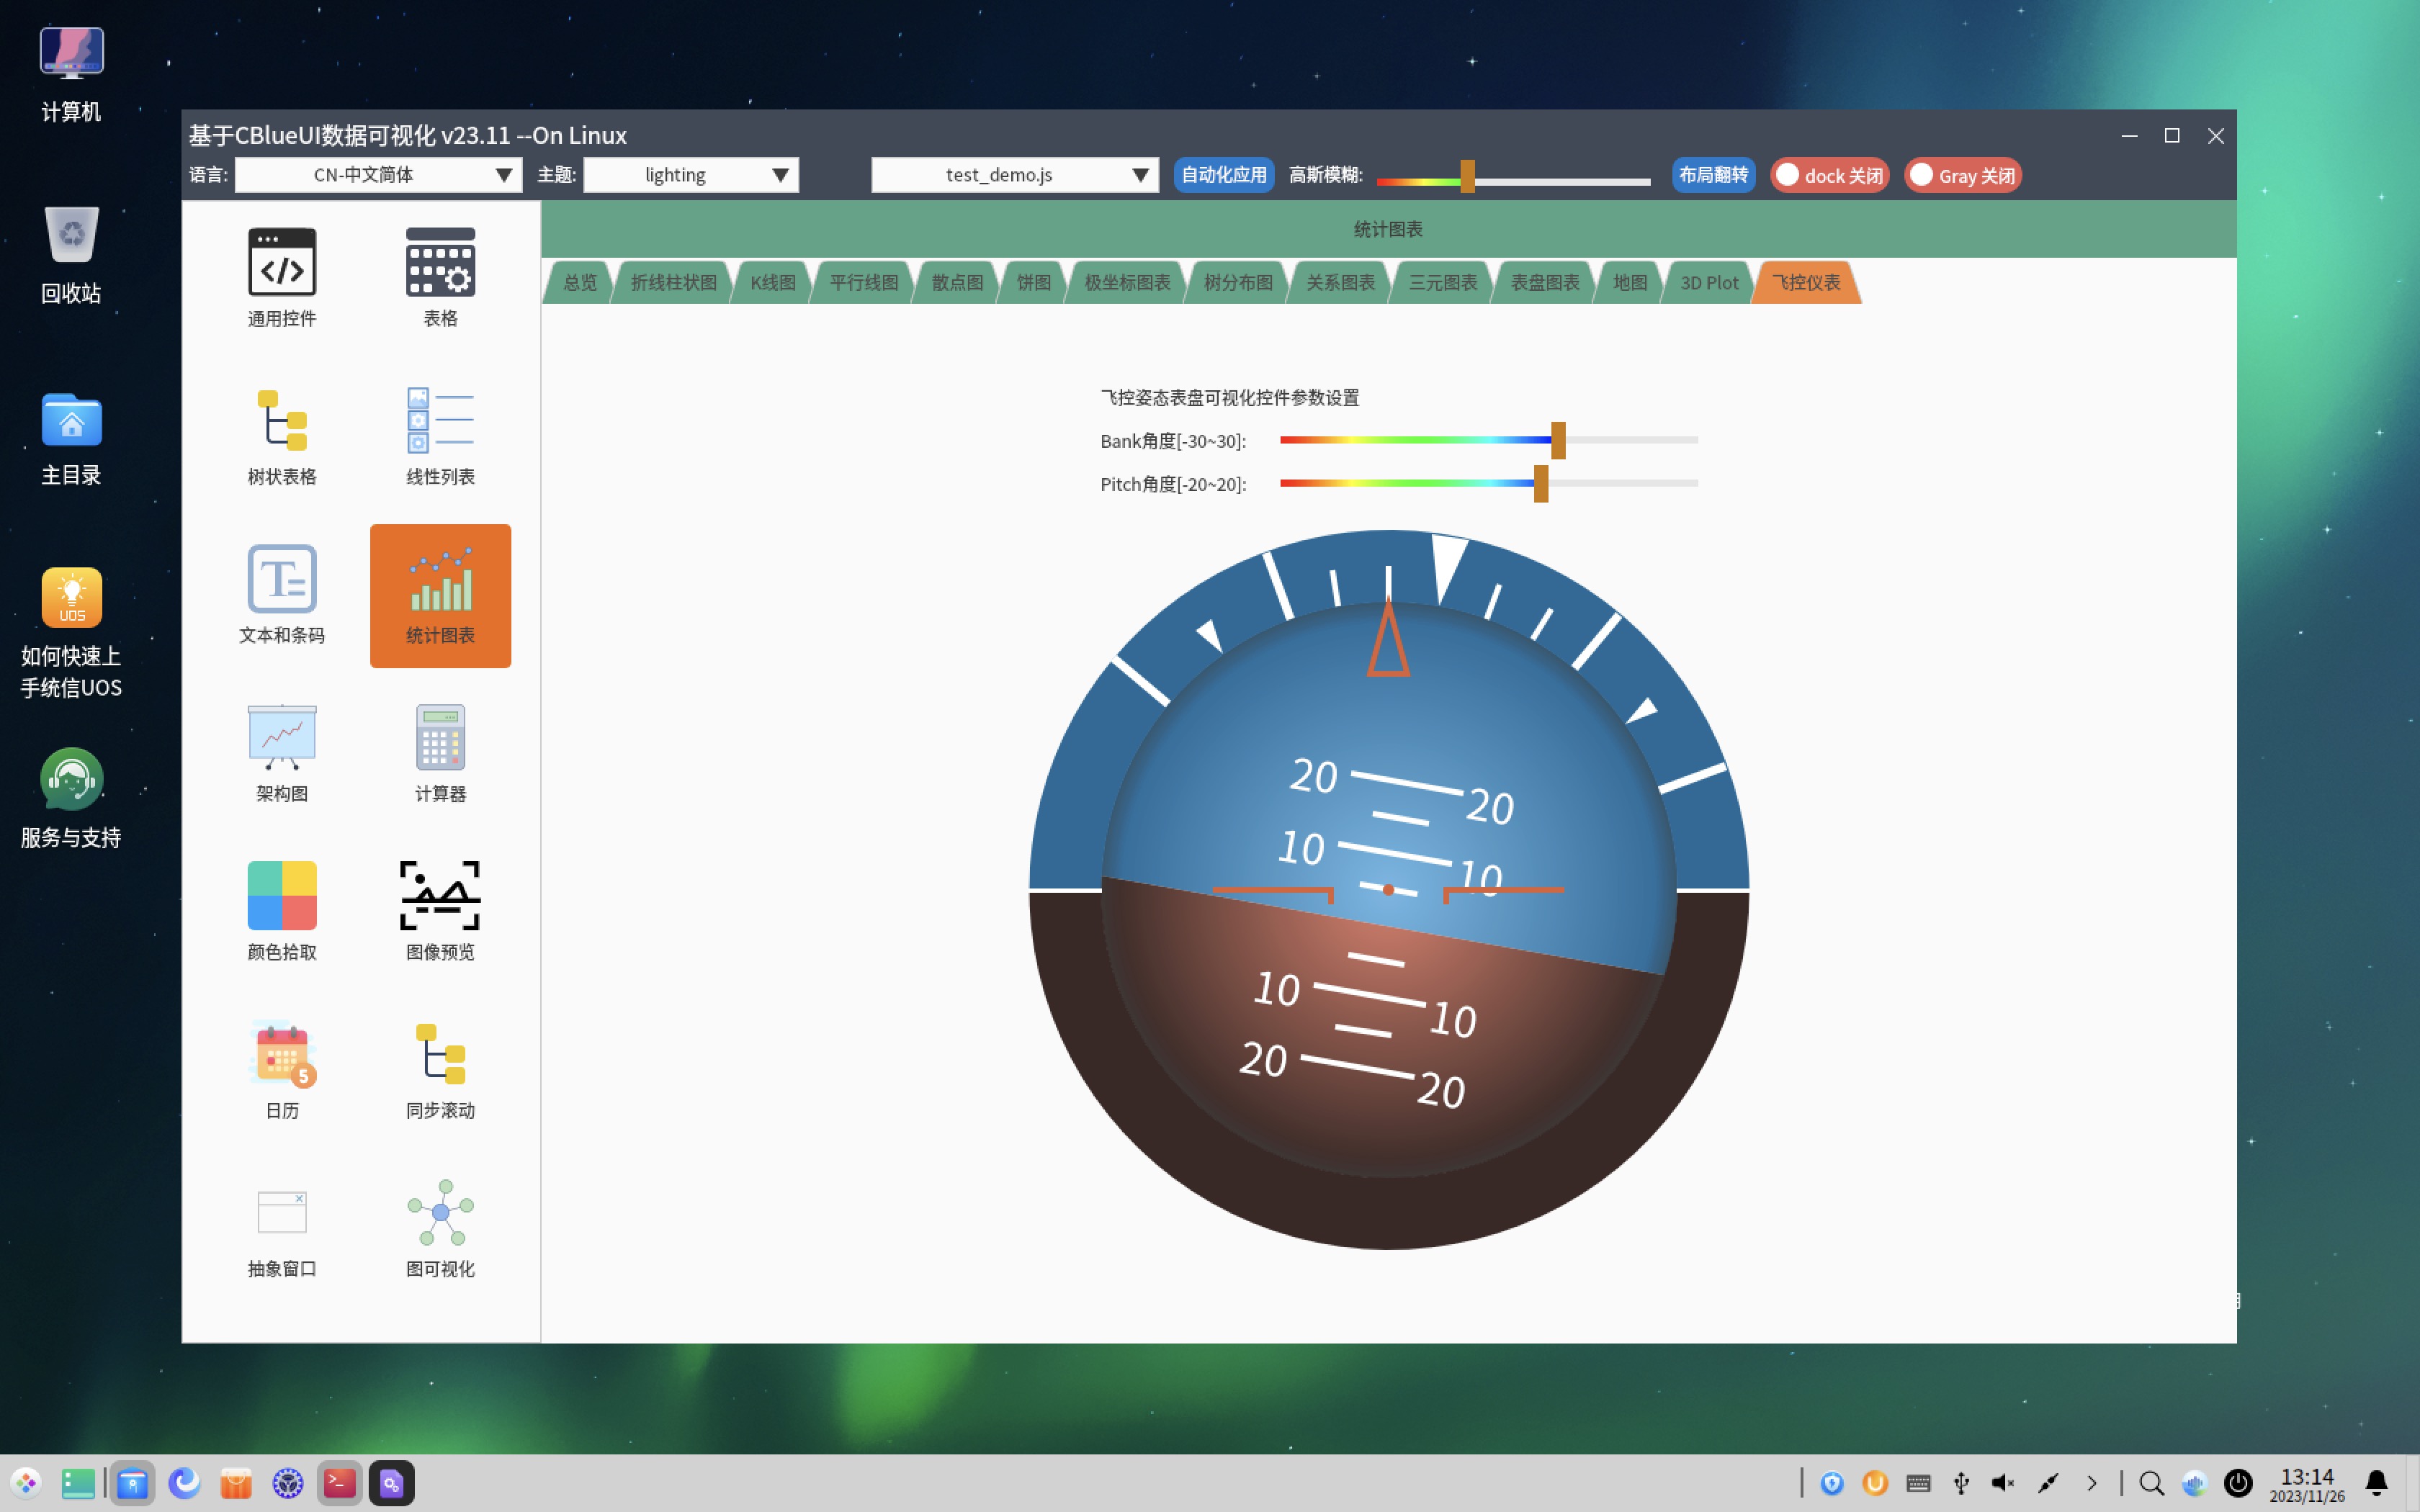 计算机
回收站
主目录
UOS
如何快速上
手统信UOS
服务与支持
基于CBlueUI数据可视化 v23.11 --On Linux
语言: CN-中文简体 主题: lighting test_demo.js 自动化应用 高斯模糊: 布局翻转 dock 关闭 Gray 关闭
通用控件 表格
树状表格 线性列表
文本和条码 统计图表
架构图 计算器
颜色拾取 图像预览
5
日历 同步滚动
抽象窗口 图可视化
统计图表
总览 折线柱状图 K线图 平行线图 散点图 饼图 极坐标图表 树分布图 关系图表 三元图表 表盘图表 地图 3D Plot 飞控仪表
飞控姿态表盘可视化控件参数设置
Bank角度[-30~30]:
Pitch角度[-20~20]:
20 20
10 10
10 10
20 20
13:14
2023/11/26